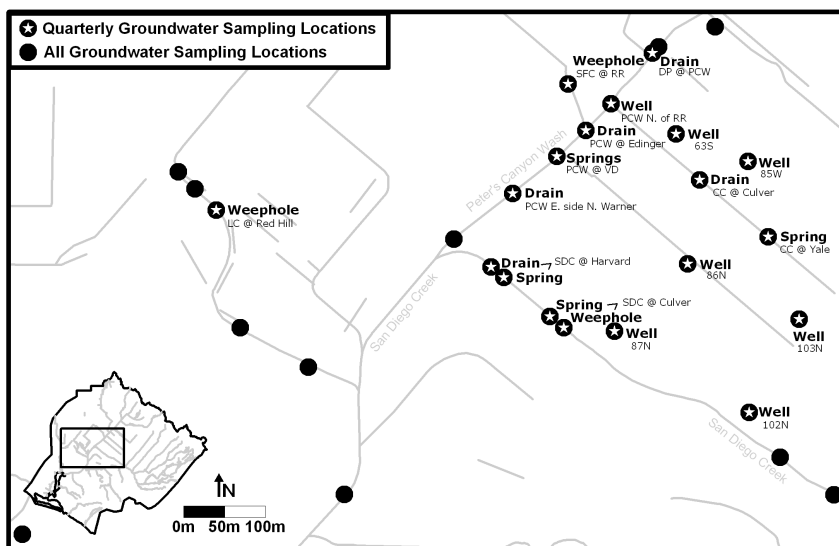 Quarterly Groundwater Sampling Locations
All Groundwater Sampling Locations
Weephole
SFC @ RR
Drain
DP @ PCW
Well
PCW N. of RR
Drain
PCW @ Edinger
Well
63S
Springs
PCW @ VD
Well
85W
Drain
CC @ Culver
Peter's Canyon Wash
Drain
PCW E. side N. Warner
Weephole
LC @ Red Hill
Spring
CC @ Yale
Drain
SDC @ Harvard
Spring
Well
86N
San Diego Creek
Spring
SDC @ Culver
Weephole
Well
87N
Well
103N
Well
102N
San Diego Creek
N
0m 50m 100m